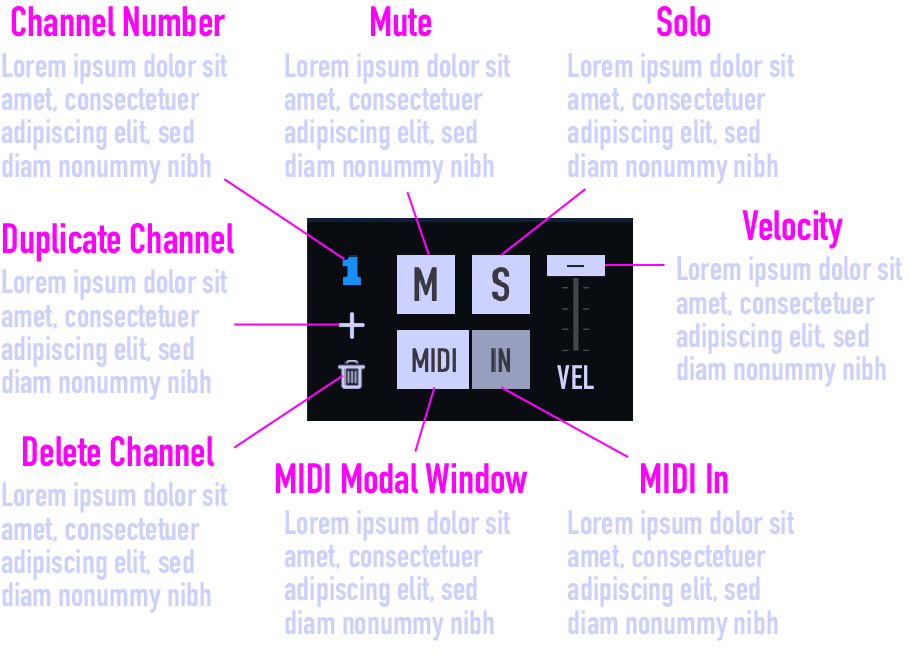 Channel Number
Lorem ipsum dolor sit
amet, consectetuer
adipiscing elit, sed
diam nonummy nibh
Mute
Lorem ipsum dolor sit
amet, consectetuer
adipiscing elit, sed
diam nonummy nibh
Solo
Lorem ipsum dolor sit
amet, consectetuer
adipiscing elit, sed
diam nonummy nibh
Duplicate Channel
Lorem ipsum dolor sit
amet, consectetuer
adipiscing elit, sed
diam nonummy nibh
1
M
S
MIDI
IN
VEL
Velocity
Lorem ipsum dolor sit
amet, consectetuer
adipiscing elit, sed
diam nonummy nibh
Delete Channel
Lorem ipsum dolor sit
amet, consectetuer
adipiscing elit, sed
diam nonummy nibh
MIDI Modal Window
Lorem ipsum dolor sit
amet, consectetuer
adipiscing elit, sed
diam nonummy nibh
MIDI In
Lorem ipsum dolor sit
amet, consectetuer
adipiscing elit, sed
diam nonummy nibh